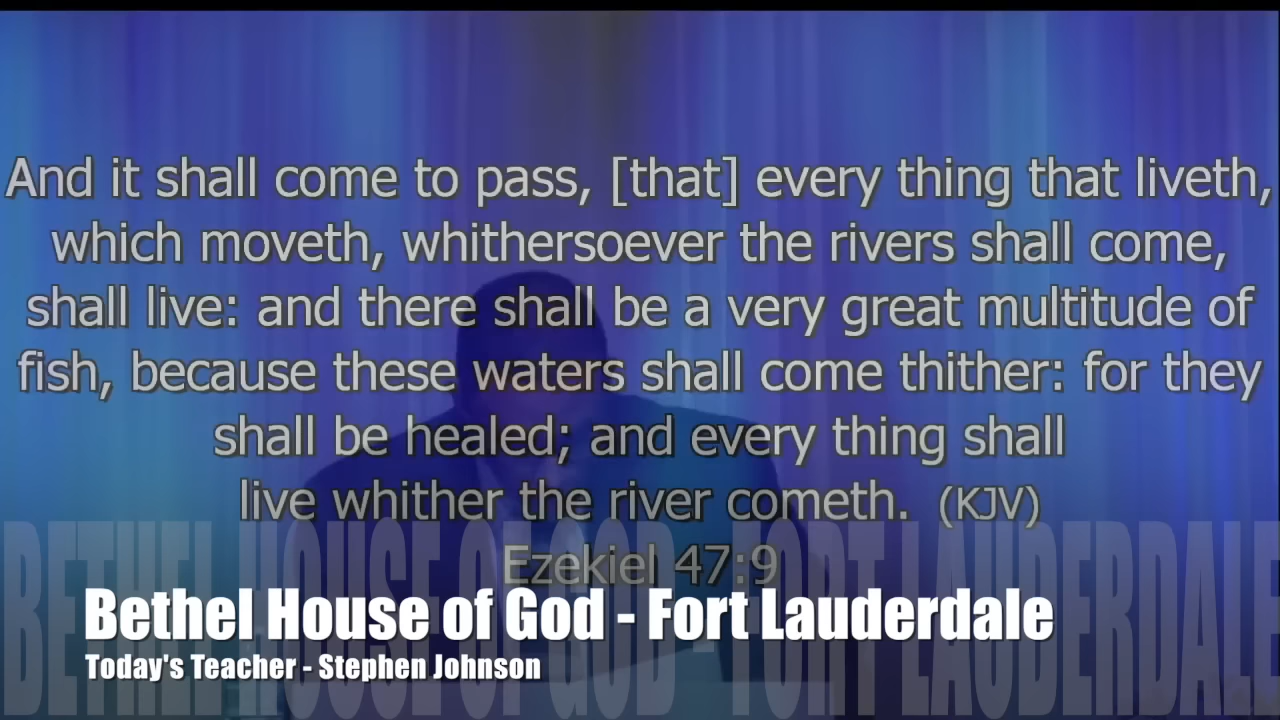 And it shall come to pass, [that] every thing that liveth,
which moveth, whithersoever the rivers shall come,
shall live: and there shall be a very great multitude of
fish, because these waters shall come thither: for they
shall be healed; and every thing shall
live whither the river cometh. (KJV)
Ezekiel 47:9
BETHEL HOUSE OF GOD - FORT LAUDERDALE
Bethel House of God - Fort Lauderdale
Today's Teacher - Stephen Johnson